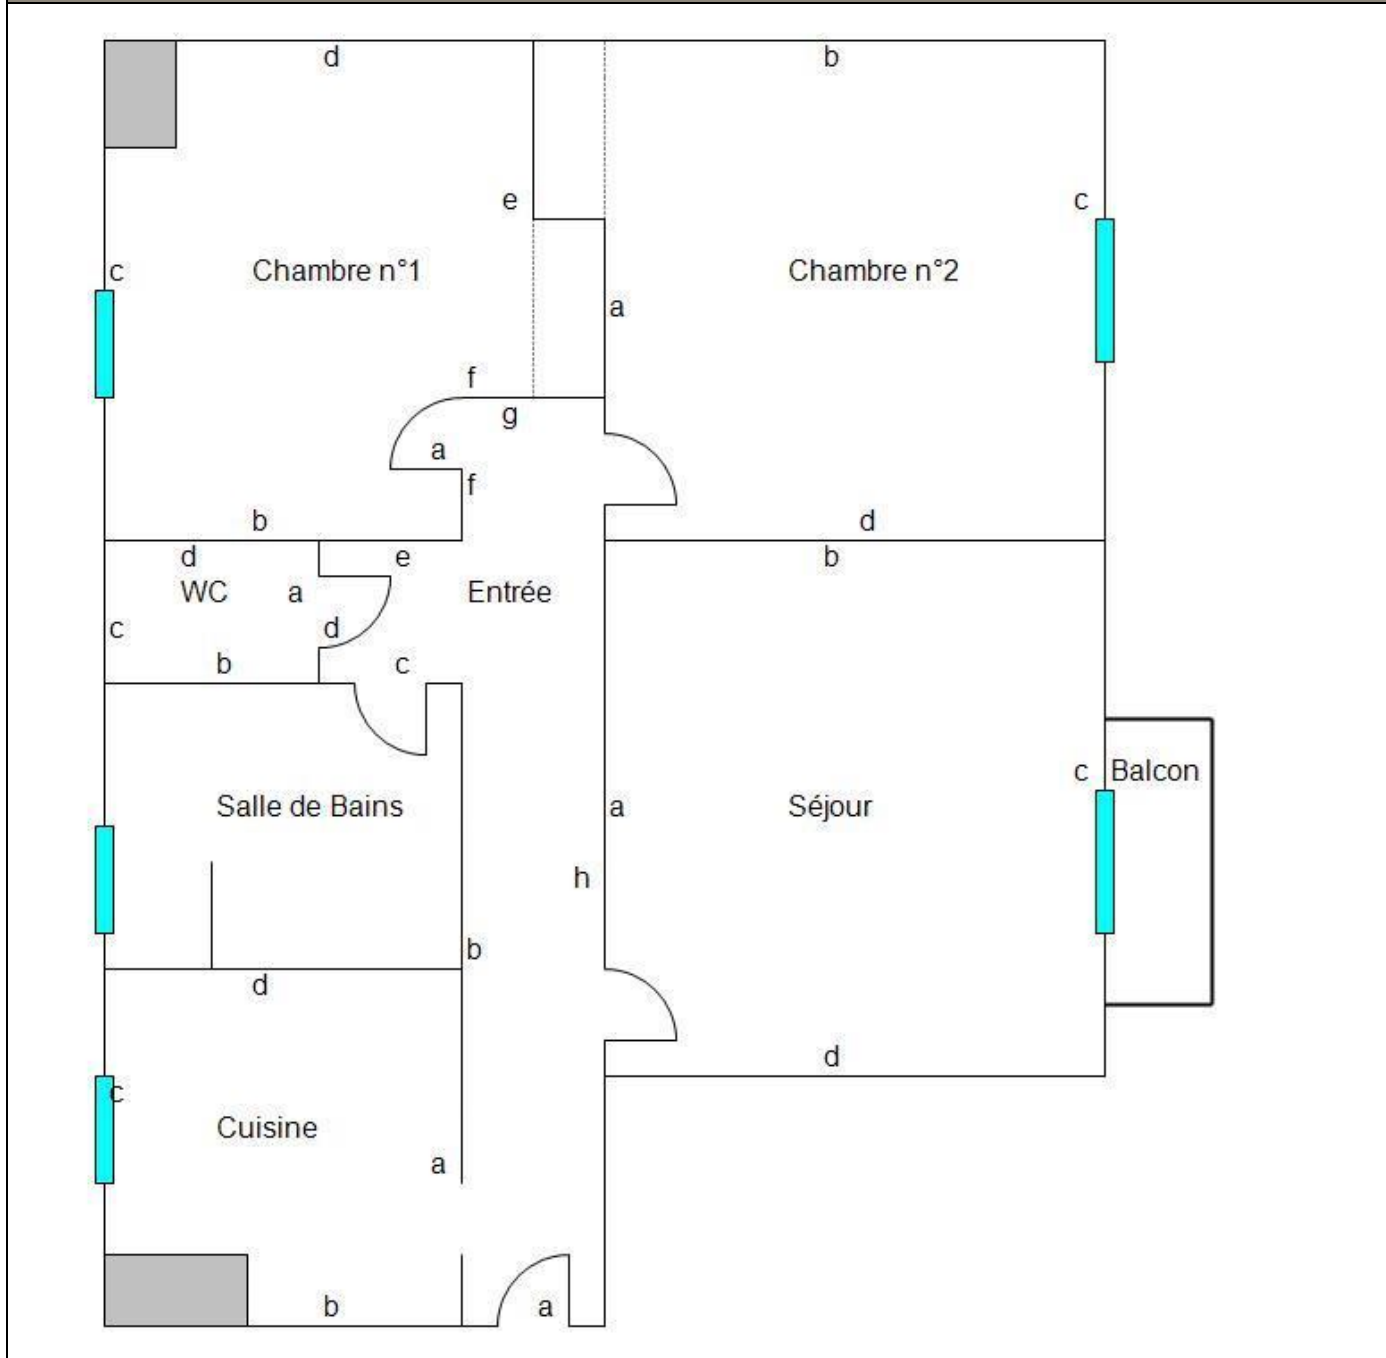 d b
e c
c Chambre n°1 Chambre n°2
a
f
g
a
f
b d
d e b
WC a Entrée
c d
b c
c Balcon
Salle de Bains a Séjour
h
b
d
d
c
Cuisine
a
b a